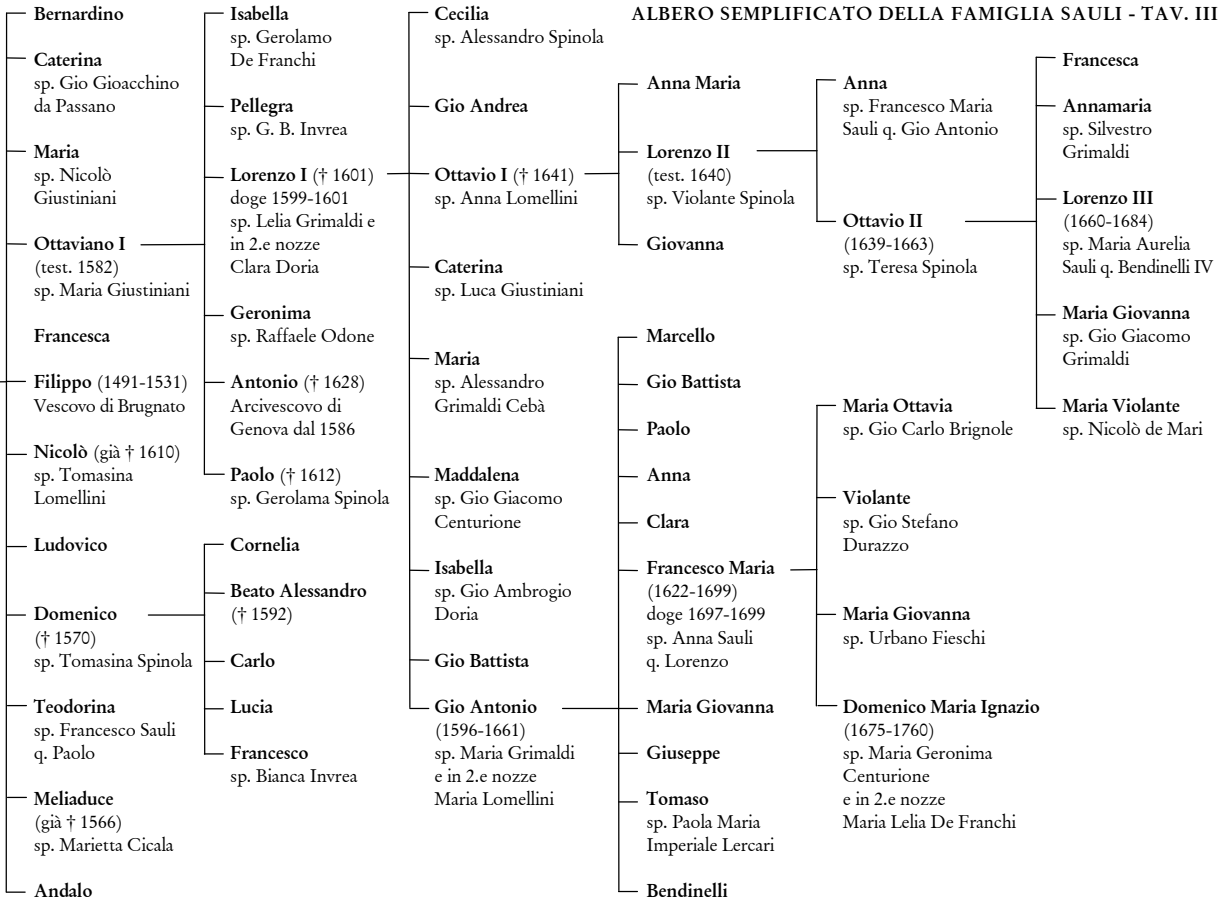 ALBERO SEMPLIFICATO DELLA FAMIGLIA SAULI - TAV. III
Bernardino
Caterina
sp. Gio Gioacchino
da Passano
Maria
sp. Nicolò
Giustiniani
Ottaviano I
(test. 1582)
sp. Maria Giustiniani
Francesca
Filippo (1491-1531)
Vescovo di Brugnato
Nicolò (già † 1610)
sp. Tomasina
Lomellini
Ludovico
Domenico
(† 1570)
sp. Tomasina Spinola
Teodorina
sp. Francesco Sauli
q. Paolo
Meliaduce
(già † 1566)
sp. Marietta Cicala
Andalo
Isabella
sp. Gerolamo
De Franchi
Pellegra
sp. G. B. Invrea
Lorenzo I († 1601)
doge 1599-1601
sp. Lelia Grimaldi e
in 2.e nozze
Clara Doria
Geronima
sp. Raffaele Odone
Antonio († 1628)
Arcivescovo di
Genova dal 1586
Paolo († 1612)
sp. Gerolama Spinola
Cornelia
Beato Alessandro
(† 1592)
Carlo
Lucia
Francesco
sp. Bianca Invrea
Cecilia
sp. Alessandro Spinola
Gio Andrea
Ottavio I († 1641)
sp. Anna Lomellini
Caterina
sp. Luca Giustiniani
Maria
sp. Alessandro
Grimaldi Cebà
Maddalena
sp. Gio Giacomo
Centurione
Isabella
sp. Gio Ambrogio
Doria
Gio Battista
Gio Antonio
(1596-1661)
sp. Maria Grimaldi
e in 2.e nozze
Maria Lomellini
Anna Maria
Lorenzo II
(test. 1640)
sp. Violante Spinola
Giovanna
Marcello
Gio Battista
Paolo
Anna
Clara
Francesco Maria
(1622-1699)
doge 1697-1699
sp. Anna Sauli
q. Lorenzo
Maria Giovanna
Giuseppe
Tomaso
sp. Paola Maria
Imperiale Lercari
Bendinelli
Anna
sp. Francesco Maria
Sauli q. Gio Antonio
Ottavio II
(1639-1663)
sp. Teresa Spinola
Maria Ottavia
sp. Gio Carlo Brignole
Violante
sp. Gio Stefano
Durazzo
Maria Giovanna
sp. Urbano Fieschi
Domenico Maria Ignazio
(1675-1760)
sp. Maria Geronima
Centurione
e in 2.e nozze
Maria Lelia De Franchi
Francesca
Annamaria
sp. Silvestro
Grimaldi
Lorenzo III
(1660-1684)
sp. Maria Aurelia
Sauli q. Bendinelli IV
Maria Giovanna
sp. Gio Giacomo
Grimaldi
Maria Violante
sp. Nicolò de Mari